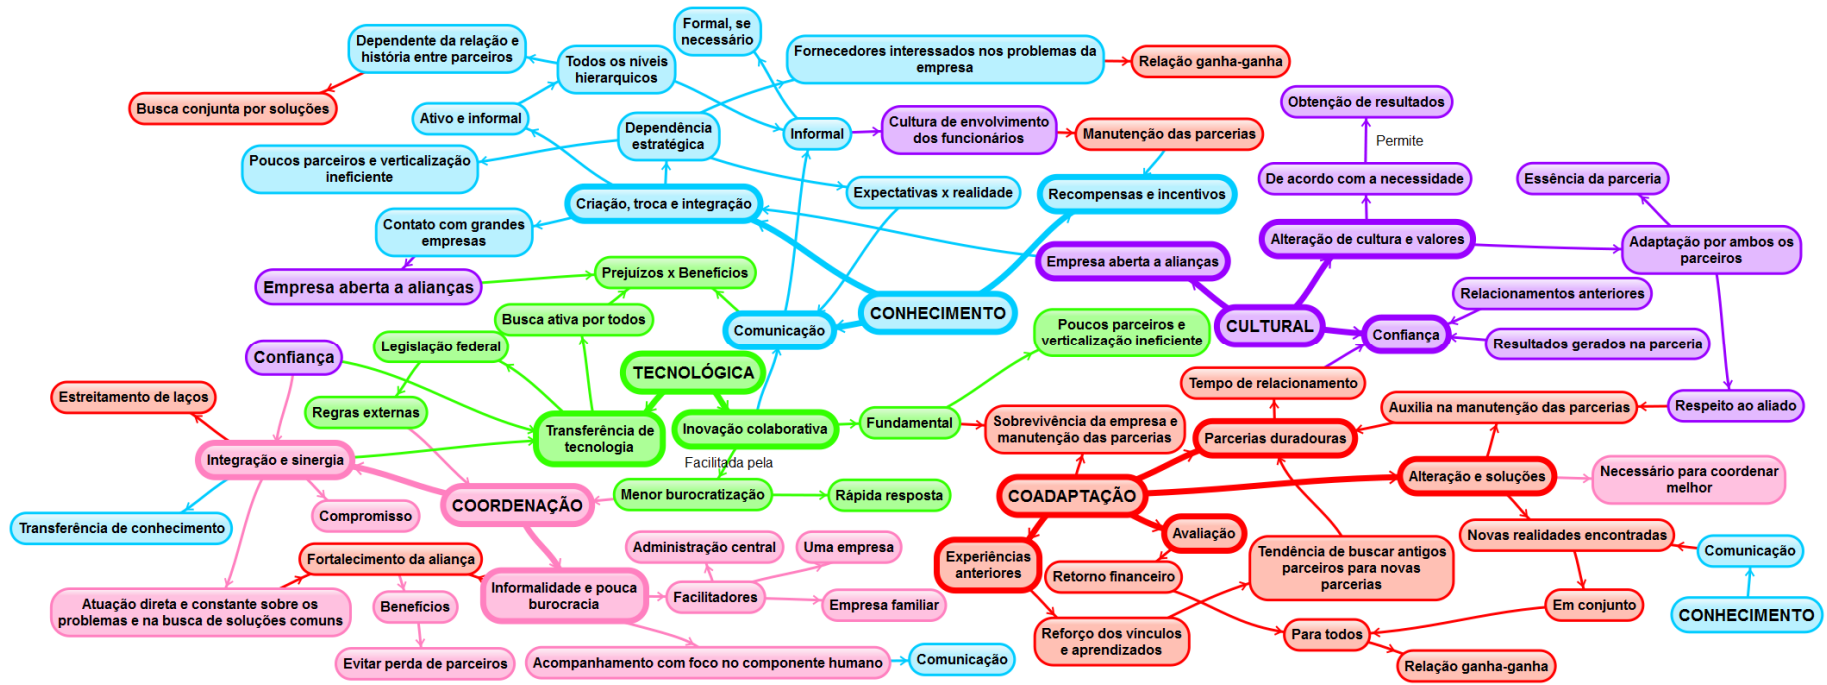 Formal, se
necessário
Dependente da relação e
história entre parceiros
Todos os níveis
hierarquicos
Fornecedores interessados nos problemas da
empresa
Relação ganha-ganha
Busca conjunta por soluções
Ativo e informal
Dependência
estratégica
Informal
Cultura de envolvimento
dos funcionários
Manutenção das parcerias
Obtenção de resultados
Permite
Poucos parceiros e verticalização
ineficiente
Criação, troca e integração
Expectativas x realidade
Recompensas e incentivos
De acordo com a necessidade
Essência da parceria
Contato com grandes
empresas
Alteração de cultura e valores
Adaptação por ambos os
parceiros
Empresa aberta a alianças
Empresa aberta a alianças
Prejuízos x Benefícios
Relacionamentos anteriores
CONHECIMENTO
CULTURAL
Busca ativa por todos
Comunicação
Poucos parceiros e
verticalização ineficiente
Confiança
Resultados gerados na parceria
Legislação federal
Confiança
TECNOLÓGICA
Tempo de relacionamento
Estreitamento de laços
Regras externas
Auxilia na manutenção das parcerias
Respeito ao aliado
Transferência de
tecnologia
Inovação colaborativa
Fundamental
Sobrevivência da empresa e
manutenção das parcerias
Parcerias duradouras
Integração e sinergia
Facilitada pela
Alteração e soluções
Necessário para coordenar
melhor
Menor burocratização
Rápida resposta
COADAPTAÇÃO
COORDENAÇÃO
Compromisso
Transferência de conhecimento
Avaliação
Novas realidades encontradas
Comunicação
Administração central
Uma empresa
Experiências
anteriores
Tendência de buscar antigos
parceiros para novas
parcerias
Fortalecimento da aliança
Retorno financeiro
Informalidade e pouca
burocracia
Facilitadores
Empresa familiar
Atuação direta e constante sobre os
problemas e na busca de soluções comuns
Benefícios
Em conjunto
CONHECIMENTO
Reforço dos vínculos
e aprendizados
Para todos
Evitar perda de parceiros
Acompanhamento com foco no componente humano
Comunicação
Relação ganha-ganha